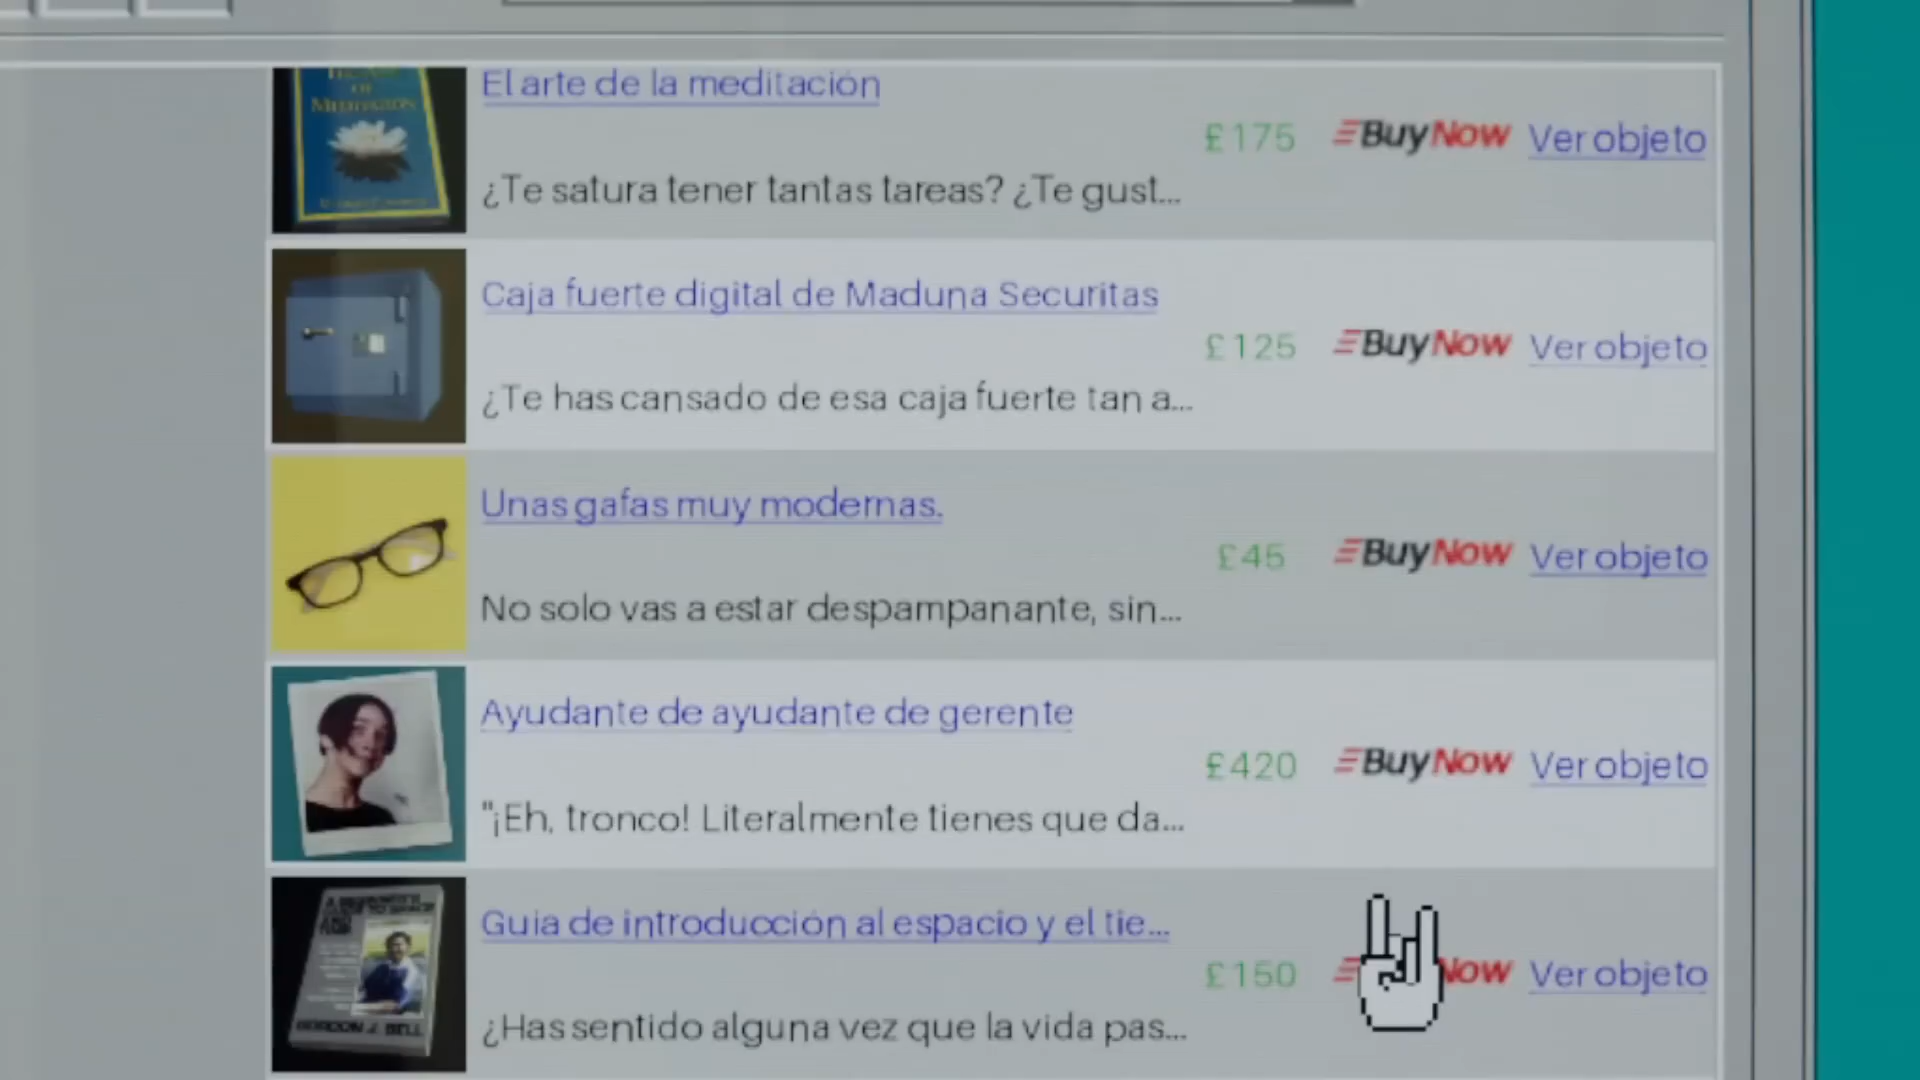 El arte de la meditación
£175
BuyNow
Ver objeto
¿Te satura tener tantas tareas? ¿Te gust...
Caja fuerte digital de Maduna Securitas
£125
BuyNow
Ver objeto
¿Te has cansado de esa caja fuerte tan a...
Unas gafas muy modernas.
£45
BuyNow
Ver objeto
No solo vas a estar despampanante, sin...
Ayudante de ayudante de gerente
£420
BuyNow
Ver objeto
"¡Eh, tronco! Literalmente tienes que da...
Guia de introducción al espacio y el tie...
£150
Now
Ver objeto
¿Has sentido alguna vez que la vida pas...
GORDON J. BELL